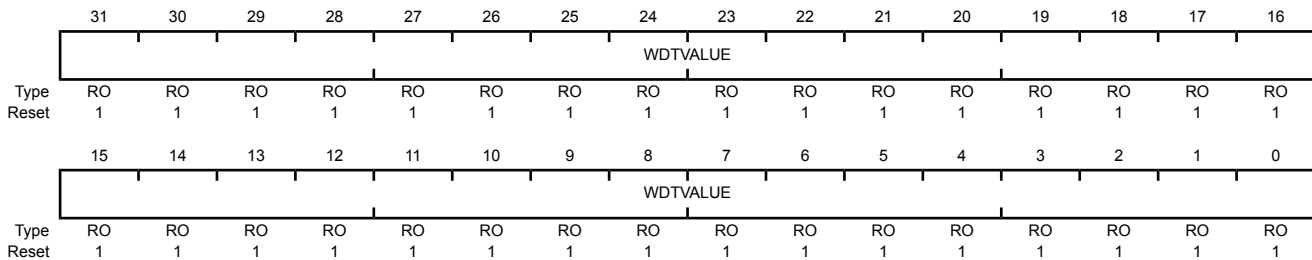 31 30 29 28 27 26 25 24 23 22 21 20 19 18 17 16
WDTVALUE
Type RO RO RO RO RO RO RO RO RO RO RO RO RO RO RO RO
Reset 1 1 1 1 1 1 1 1 1 1 1 1 1 1 1 1
15 14 13 12 11 10 9 8 7 6 5 4 3 2 1 0
WDTVALUE
Type RO RO RO RO RO RO RO RO RO RO RO RO RO RO RO RO
Reset 1 1 1 1 1 1 1 1 1 1 1 1 1 1 1 1